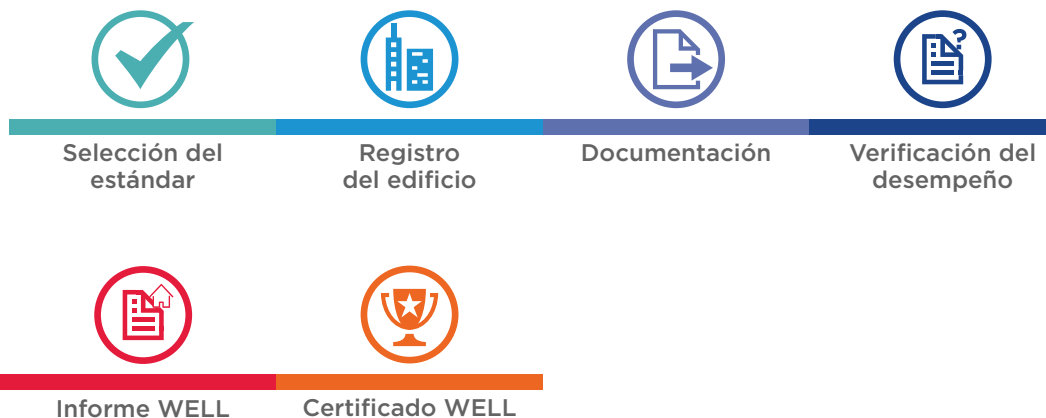 Selección del
estándar
Registro
del edificio
Documentación
Verificación del
desempeño
?
Informe WELL
Certificado WELL